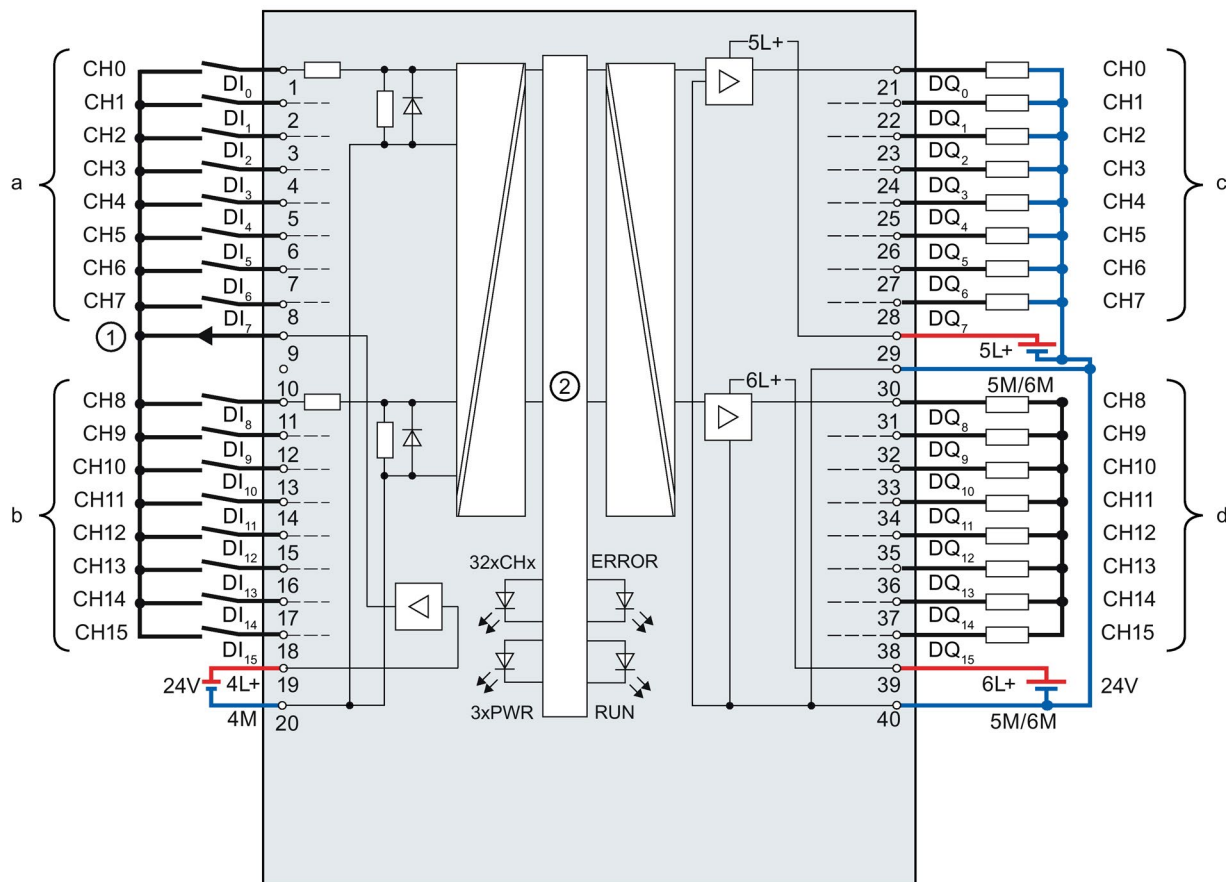 5L+
CH0 DI0 1 21 DQ0 CH0
CH1 DI1 2 22 DQ1 CH1
CH2 DI2 3 23 DQ2 CH2
CH3 DI3 4 24 DQ3 CH3
a c
CH4 DI4 5 25 DQ4 CH4
CH5 DI5 6 26 DQ5 CH5
CH6 DI6 7 27 DQ6 CH6
CH7 DI7 8 28 DQ7 CH7
1 9 29 5L+
2 6L+ 5M/6M
CH8 10 30 CH8
DI8 11 31 DQ8
CH9 DI9 12 32 DQ9 CH9
CH10 DI10 13 33 DQ10 CH10
CH11 DI11 14 34 DQ11 CH11
b d
CH12 DI12 15 35 DQ12 CH12
CH13 DI13 16 32xCHx ERROR 36 DQ13 CH13
CH14 DI14 17 37 DQ14 CH14
CH15 DI15 18 38 DQ15 CH15
24V 4L+ 19 39 6L+ 24V
4M 20 3xPWR RUN 40 5M/6M